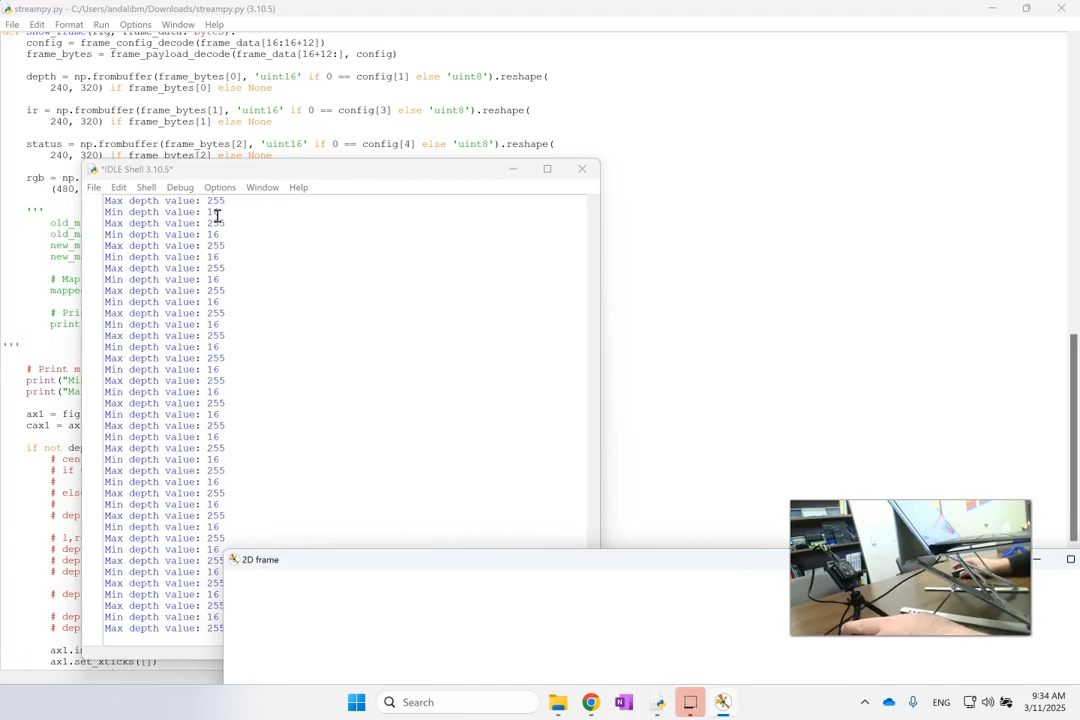 streampy.py - C:/Users/andalibm/Downloads/streampy.py (3.10.5)
File Edit Format Run Options Window Help
def show_frame(fig, frame_data: bytes):
config = frame_config_decode(frame_data[16:16+12])
frame_bytes = frame_payload_decode(frame_data[16+12:], config)
depth = np.frombuffer(frame_bytes[0], 'uint16' if 0 == config[1] else 'uint8').reshape(
240, 320) if frame_bytes[0] else None
ir = np.frombuffer(frame_bytes[1], 'uint16' if 0 == config[3] else 'uint8').reshape(
240, 320) if frame_bytes[1] else None
status = np.frombuffer(frame_bytes[2], 'uint16' if 0 == config[4] else 'uint8').reshape(
240, 320) if frame_bytes[2] else None
rgb = np.
(480,
'''
old_m
old_m
new_m
new_m
# Map
mappe
# Pri
print
'''
# Print m
print("Mi
print("Ma
ax1 = fig
cax1 = ax
if not dep
# cen
# if
#
# els
#
# dep
# l,r
# dep
# dep
# dep
# dep
# dep
# dep
ax1.i
ax1.set_xticks([])
*IDLE Shell 3.10.5*
File Edit Shell Debug Options Window Help
Max depth value: 255
Min depth value: 16
Max depth value: 255
Min depth value: 16
Max depth value: 255
Min depth value: 16
Max depth value: 255
Min depth value: 16
Max depth value: 255
Min depth value: 16
Max depth value: 255
Min depth value: 16
Max depth value: 255
Min depth value: 16
Max depth value: 255
Min depth value: 16
Max depth value: 255
Min depth value: 16
Max depth value: 255
Min depth value: 16
Max depth value: 255
Min depth value: 16
Max depth value: 255
Min depth value: 16
Max depth value: 255
Min depth value: 16
Max depth value: 255
Min depth value: 16
Max depth value: 255
Min depth value: 16
Max depth value: 255
Min depth value: 16
Max depth value: 255
Min depth value: 16
Max depth value: 255
Min depth value: 16
Max depth value: 255
2D frame
Search
ENG
9:34 AM
3/11/2025